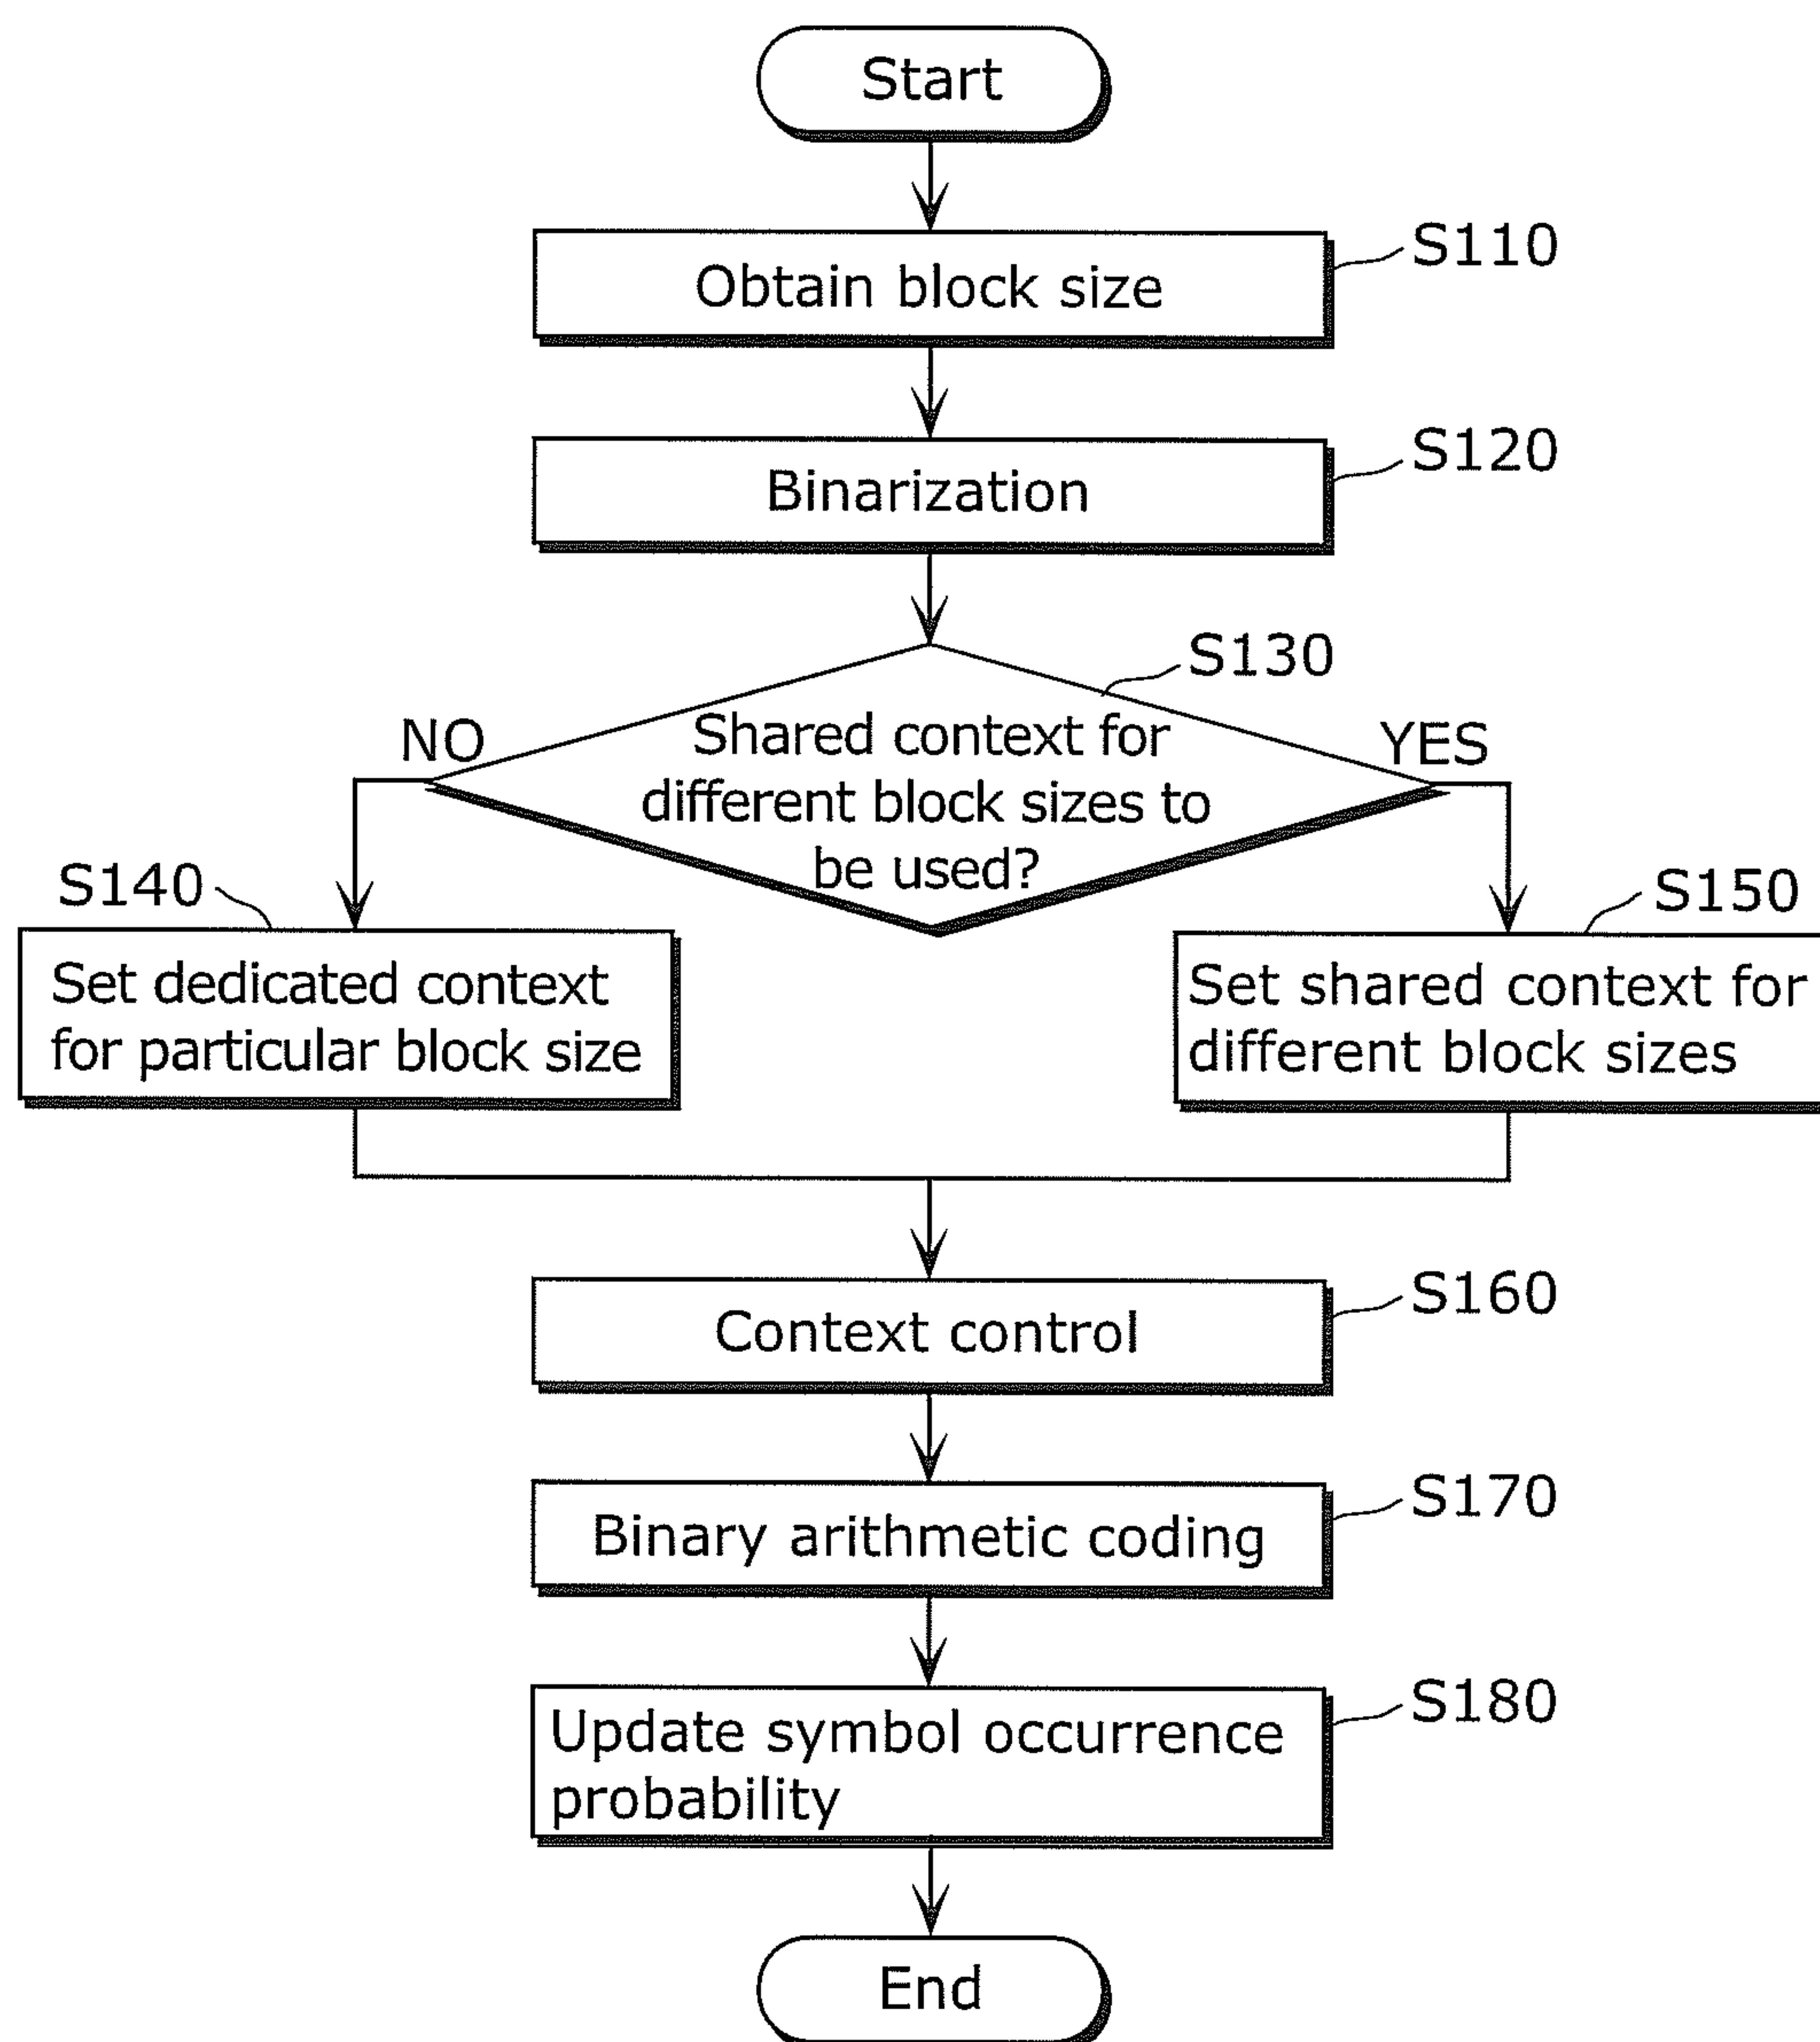 Start
S110
Obtain block size
S120
Binarization
S130
NO
YES
Shared context for
different block sizes to
be used?
S140
S150
Set dedicated context
for particular block size
Set shared context for
different block sizes
S160
Context control
S170
Binary arithmetic coding
S180
Update symbol occurrence
probability
End